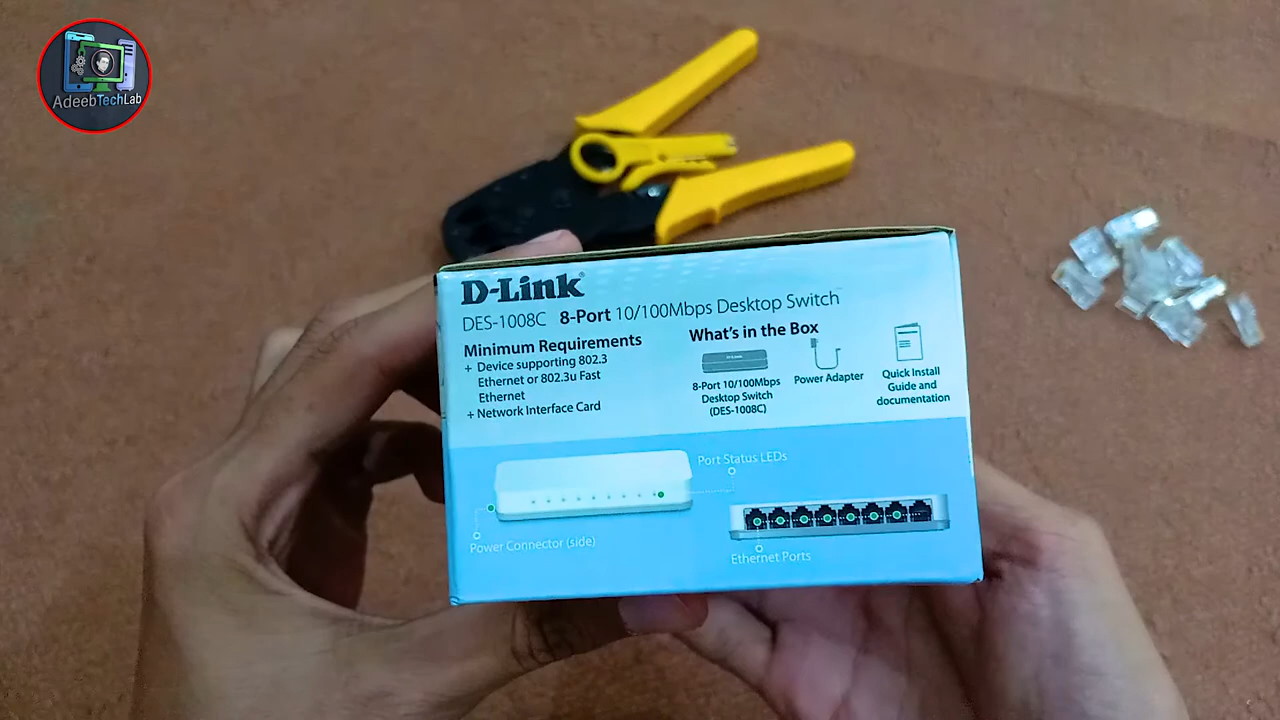 AdeebTechLab
D-Link
DES-1008C 8-Port 10/100Mbps Desktop Switch
Minimum Requirements
+ Device supporting 802.3
Ethernet or 802.3u Fast
Ethernet
+ Network Interface Card
What's in the Box
8-Port 10/100Mbps
Desktop Switch
(DES-1008C)
Power Adapter
Quick Install
Guide and
documentation
Port Status LEDs
Power Connector (side)
Ethernet Ports